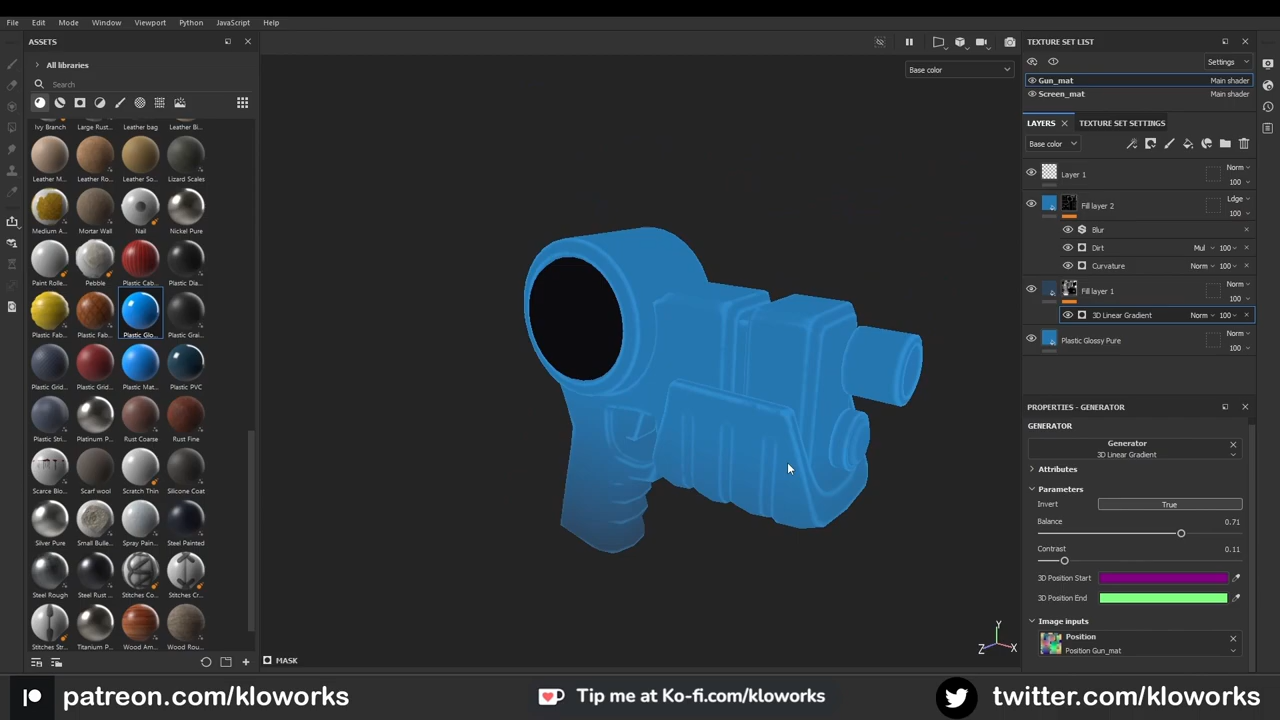 File Edit Mode Window Viewport Python JavaScript Help
ASSETS
All libraries
Search
Ivy Branch Large Rust... Leather bag Leather Bi...
Leather M... Leather Ro... Leather So... Lizard Scales
Medium A... Mortar Wall Nail Nickel Pure
Paint Rolle... Pebble Plastic Cab... Plastic Dia...
Plastic Fab... Plastic Fab... Plastic Glo... Plastic Grai...
Plastic Grid... Plastic Grid... Plastic Mat... Plastic PVC
Plastic Stri... Platinum P... Rust Coarse Rust Fine
Scarce Blo... Scarf wool Scratch Thin Silicone Coat
Silver Pure Small Bulle... Spray Pain... Steel Painted
Steel Rough Steel Rust ... Stitches Co... Stitches Cr...
Stitches Str... Titanium P... Wood Am... Wood Rou...
Base color
Y
Z X
MASK
TEXTURE SET LIST
Settings
Gun_mat Main shader
Screen_mat Main shader
LAYERS TEXTURE SET SETTINGS
Base color
Layer 1 Norm 100
Fill layer 2 Ldge 100
Blur
Dirt Mul 100
Curvature Norm 100
Fill layer 1 Norm 100
3D Linear Gradient Norm 100
Plastic Glossy Pure Norm 100
PROPERTIES - GENERATOR
GENERATOR
Generator
3D Linear Gradient
Attributes
Parameters
Invert True
Balance 0.71
Contrast 0.11
3D Position Start
3D Position End
Image inputs
Position
Position Gun_mat
patreon.com/kloworks Tip me at Ko-fi.com/kloworks twitter.com/kloworks